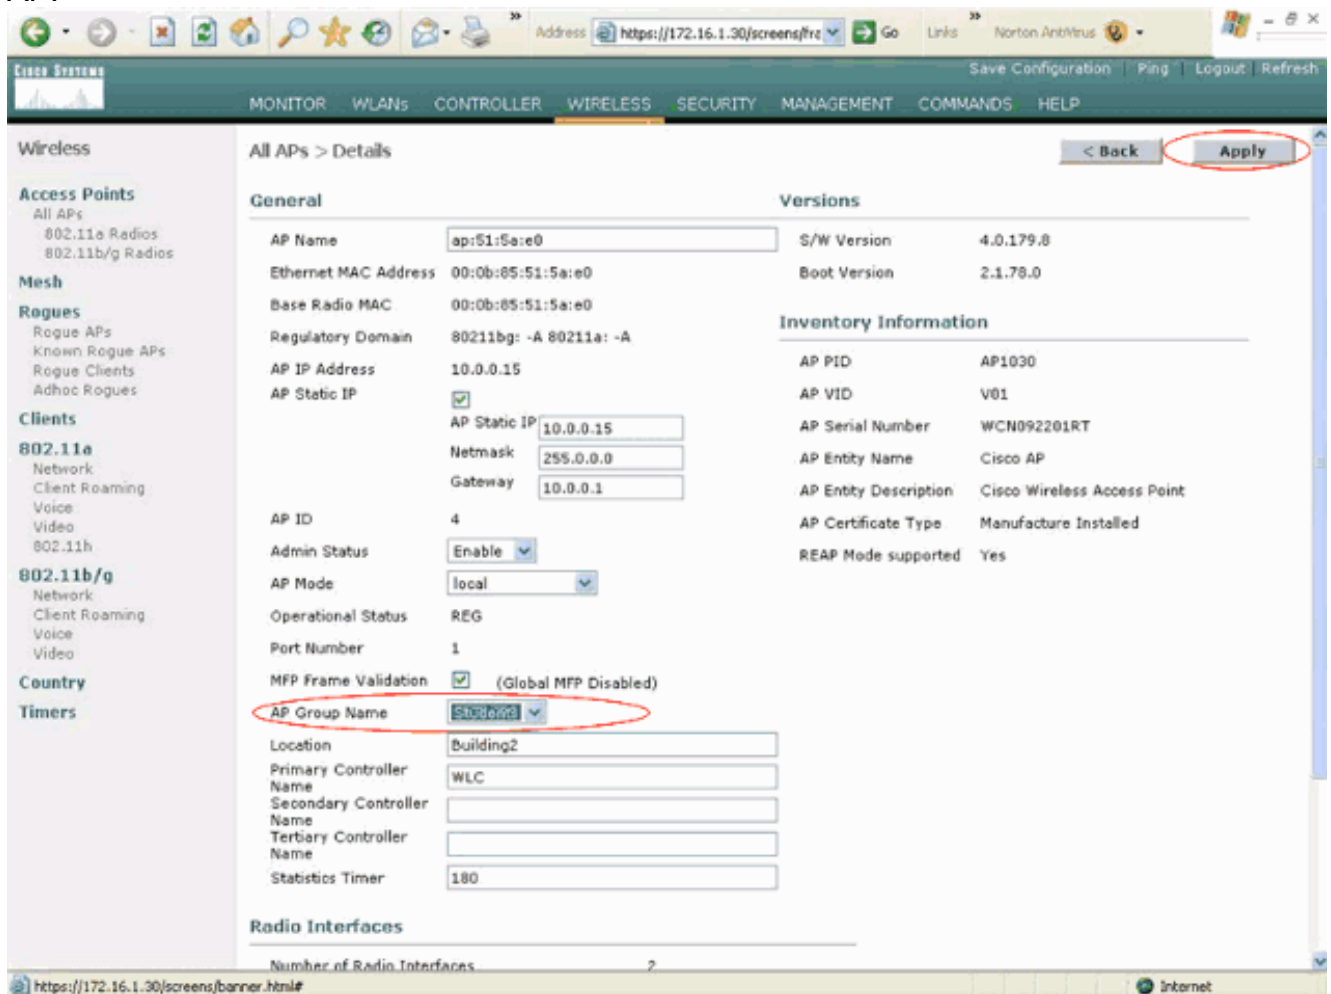 Address https://172.16.1.30/screens/fra Go Links Norton AntiVirus
CISCO SYSTEMS
Save Configuration Ping Logout Refresh
MONITOR WLANs CONTROLLER WIRELESS SECURITY MANAGEMENT COMMANDS HELP
Wireless
Access Points
All APs
802.11a Radios
802.11b/g Radios
Mesh
Rogues
Rogue APs
Known Rogue APs
Rogue Clients
Adhoc Rogues
Clients
802.11a
Network
Client Roaming
Voice
Video
802.11h
802.11b/g
Network
Client Roaming
Voice
Video
Country
Timers
All APs > Details
< Back Apply
General
AP Name ap:51:5a:e0
Ethernet MAC Address 00:0b:85:51:5a:e0
Base Radio MAC 00:0b:85:51:5a:e0
Regulatory Domain 80211bg: -A 80211a: -A
AP IP Address 10.0.0.15
AP Static IP
AP Static IP 10.0.0.15
Netmask 255.0.0.0
Gateway 10.0.0.1
AP ID 4
Admin Status Enable
AP Mode local
Operational Status REG
Port Number 1
MFP Frame Validation (Global MFP Disabled)
AP Group Name
Location Building2
Primary Controller
Name WLC
Secondary Controller
Name
Tertiary Controller
Name
Statistics Timer 180
Radio Interfaces
Number of Radio Interfaces 2
Versions
S/W Version 4.0.179.8
Boot Version 2.1.78.0
Inventory Information
AP PID AP1030
AP VID V01
AP Serial Number WCN092201RT
AP Entity Name Cisco AP
AP Entity Description Cisco Wireless Access Point
AP Certificate Type Manufacture Installed
REAP Mode supported Yes
https://172.16.1.30/screens/banner.html# Internet